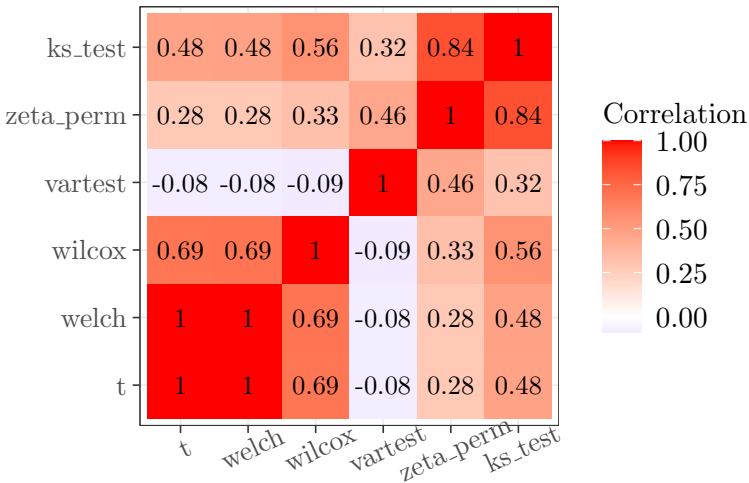 ks_test 0.48 0.48 0.56 0.32 0.84 1
zeta_perm 0.28 0.28 0.33 0.46 1 0.84
vartest -0.08 -0.08 -0.09 1 0.46 0.32
wilcox 0.69 0.69 1 -0.09 0.33 0.56
welch 1 1 0.69 -0.08 0.28 0.48
t 1 1 0.69 -0.08 0.28 0.48
t welch wilcox vartest zeta_perm ks_test
Correlation
1.00
0.75
0.50
0.25
0.00